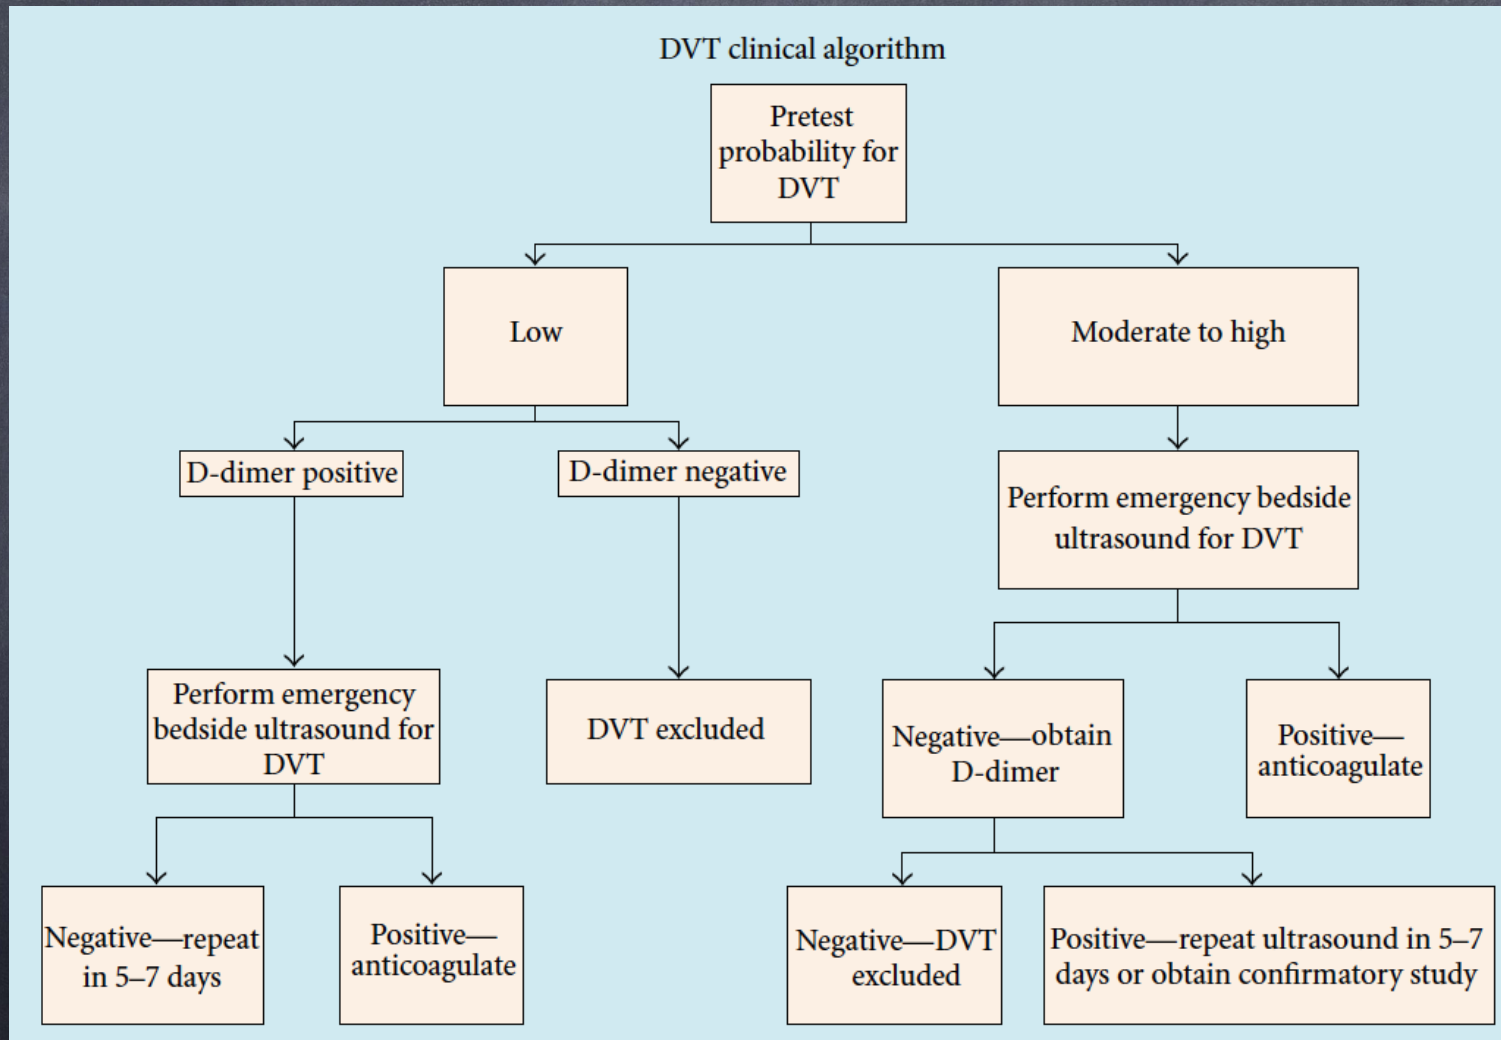 DVT clinical algorithm
Pretest
probability for
DVT
Low
Moderate to high
D-dimer positive
D-dimer negative
Perform emergency bedside
ultrasound for DVT
Perform emergency
bedside ultrasound for
DVT
DVT excluded
Negative—obtain
D-dimer
Positive—
anticoagulate
Negative—repeat
in 5–7 days
Positive—
anticoagulate
Negative—DVT
excluded
Positive—repeat ultrasound in 5–7
days or obtain confirmatory study